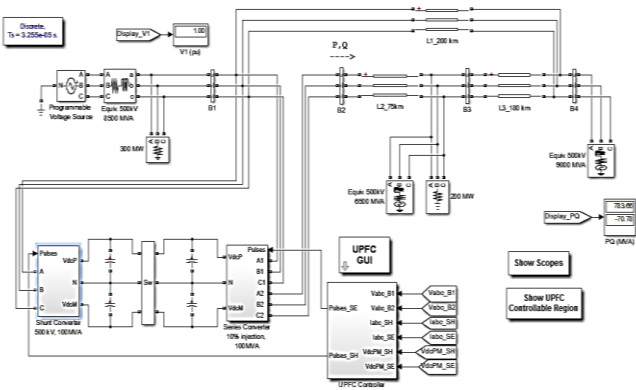 Discrete,
Ts = 3.255e-05 s.
Display_V1
1.00
V1 (pu)
L1_200 km
P,Q
---->
N
A
B
C
Programmable
Voltage Source
A
B
C
a
b
c
Equiv. 500kV
8500 MVA
A B C
300 MW
B1
B2
L2_75km
B3
L3_180 km
B4
Equiv. 500kV
6500 MVA
A B C
200 MW
Equiv. 500kV
9000 MVA
Display_PQ
783.66
-70.78
PQ (MVA)
Pulses
A
B
C
VdcP
N
VdcM
Shunt Converter
500 kV, 100MVA
Sw
Pulses
VdcP
N
VdcM
A1
B1
C1
A2
B2
C2
Series Converter
10% injection,
100MVA
UPFC
GUI
Pulses_SE
Pulses_SH
Vabc_B1
Vabc_B2
Iabc_SH
Iabc_SE
VdcPM_SH
VdcPM_SE
Vabc_B1
Vabc_B2
Iabc_SH
Iabc_SE
VdcPM_SH
VdcPM_SE
UPFC Controller
Show Scopes
Show UPFC
Controllable Region